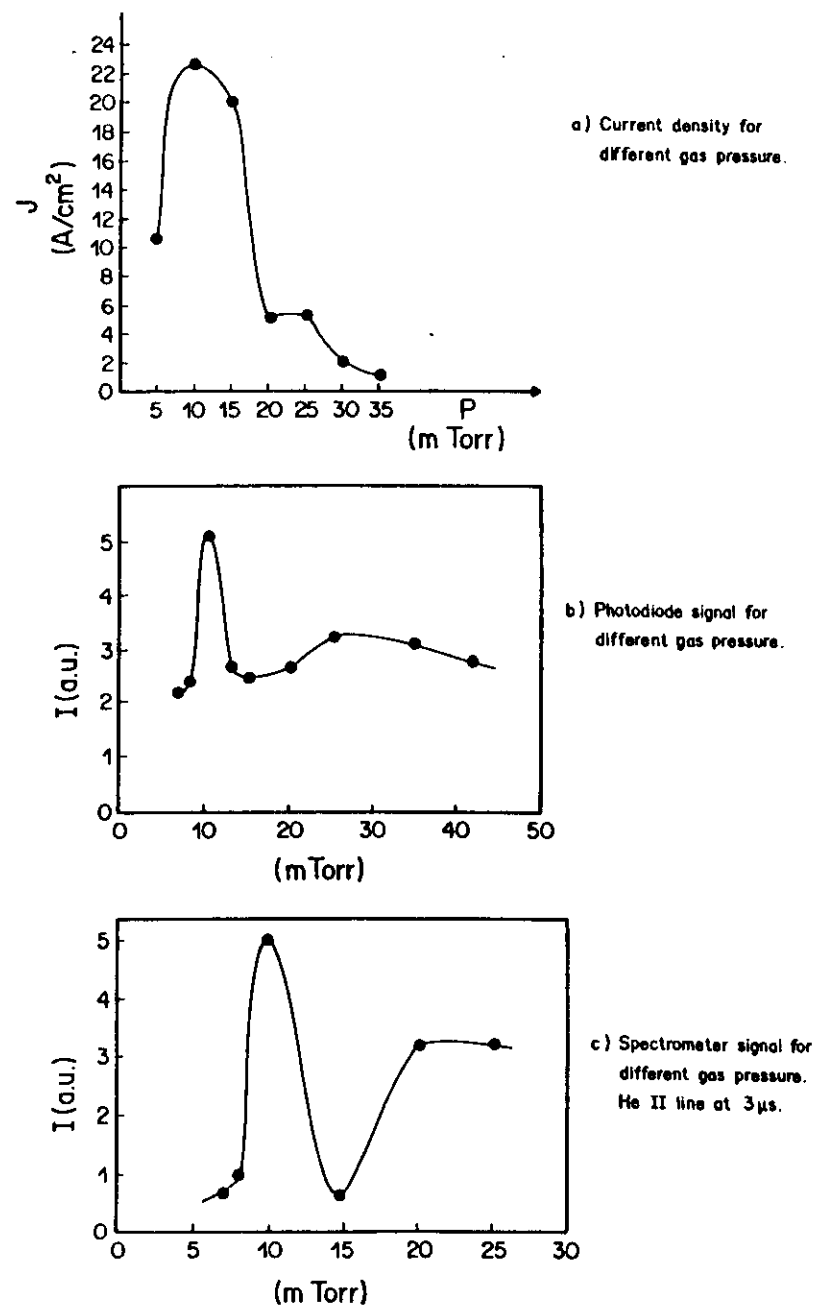 24
22
20
18
16
14
12
10
8
6
4
2
0
J
(A/cm²)
5 10 15 20 25 30 35 P
(m Torr)
a) Current density for
different gas pressure.
5
4
3
2
1
0
I (a.u.)
0 10 20 30 40 50
(m Torr)
b) Photodiode signal for
different gas pressure.
5
4
3
2
1
0
I (a.u.)
0 5 10 15 20 25 30
(m Torr)
c) Spectrometer signal for
different gas pressure.
He II line at 3μs.